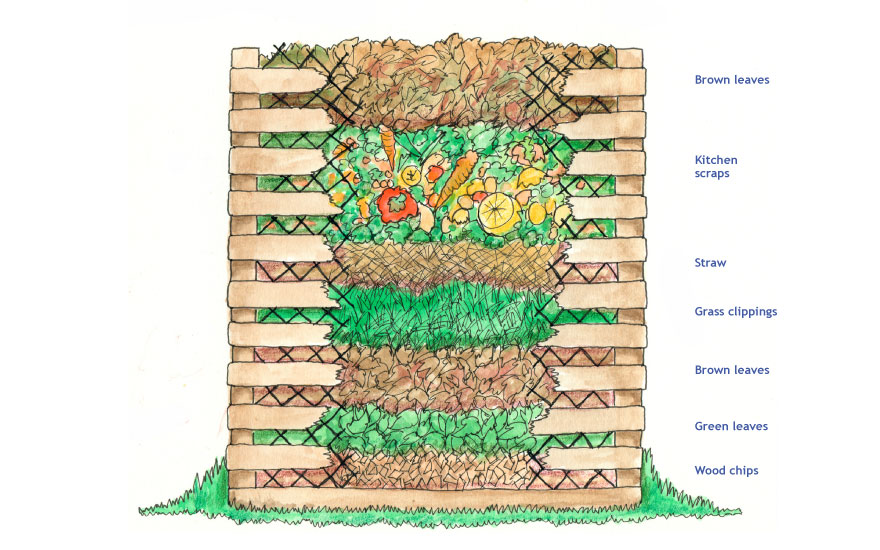 Brown leaves
Kitchen
scraps
Straw
Grass clippings
Brown leaves
Green leaves
Wood chips